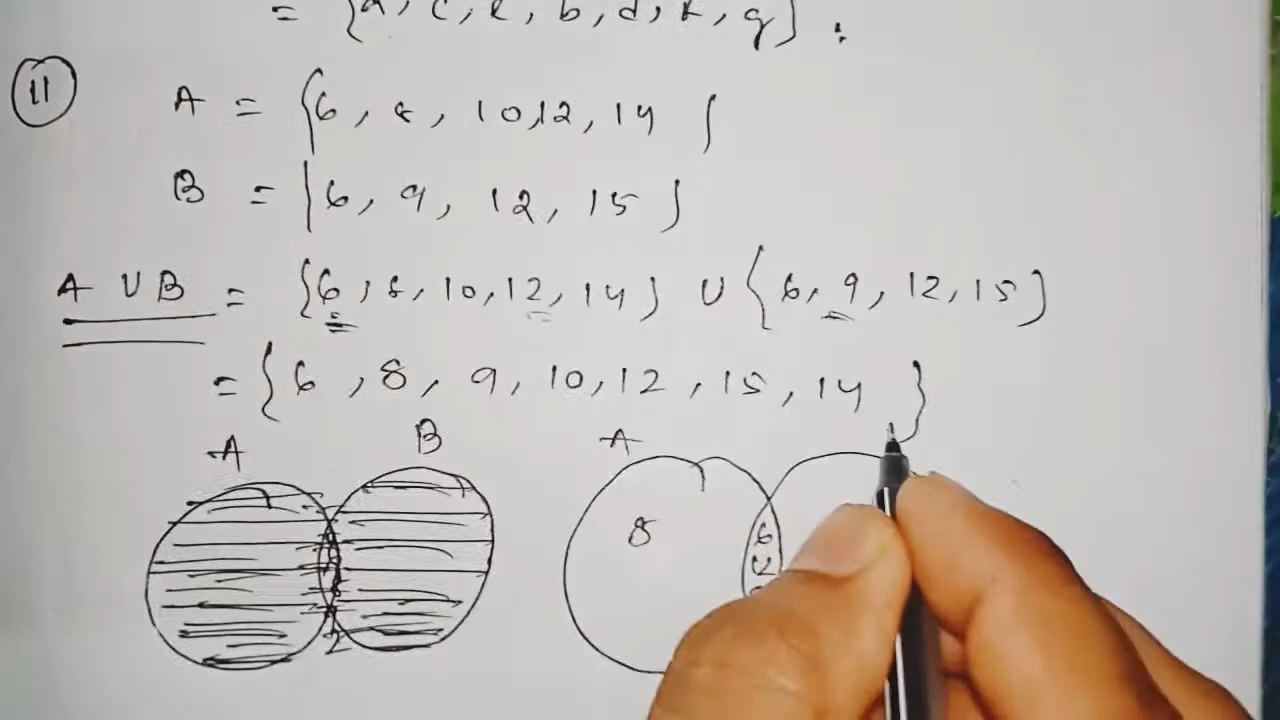 = {a, c, e, b, d, f, g} .
11 A = {6, 8, 10,12, 14 }
B = {6, 9, 12, 15 }
A ∪ B = {6, 8, 10, 12, 14} ∪ {6, 9, 12, 15}
= {6 , 8, 9, 10, 12 , 15, 14 }
A B A
8 6
12